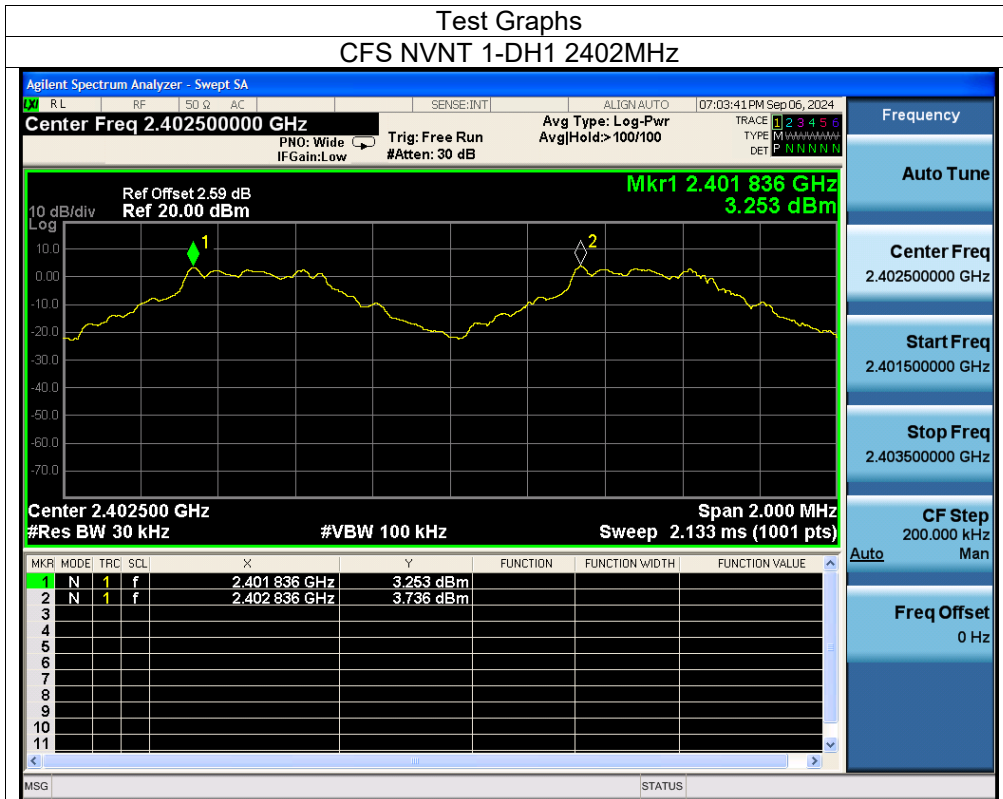 Test Graphs
CFS NVNT 1-DH1 2402MHz
Agilent Spectrum Analyzer - Swept SA
LXI RL RF 50 Ω AC SENSE:INT ALIGN AUTO 07:03:41 PM Sep 06, 2024
Center Freq 2.402500000 GHz
PNO: Wide
IFGain:Low
Trig: Free Run
#Atten: 30 dB
Avg Type: Log-Pwr
Avg|Hold:>100/100
TRACE 1 2 3 4 5 6
TYPE M WWWWW
DET P N N N N N
Frequency
Auto Tune
Center Freq
2.402500000 GHz
Start Freq
2.401500000 GHz
Stop Freq
2.403500000 GHz
CF Step
200.000 kHz
Auto Man
Freq Offset
0 Hz
Mkr1 2.401 836 GHz
3.253 dBm
Ref Offset 2.59 dB
10 dB/div Ref 20.00 dBm
Log
10.0
0.00
-10.0
-20.0
-30.0
-40.0
-50.0
-60.0
-70.0
1
2
Center 2.402500 GHz Span 2.000 MHz
#Res BW 30 kHz #VBW 100 kHz Sweep 2.133 ms (1001 pts)
MKR MODE TRC SCL X Y FUNCTION FUNCTION WIDTH FUNCTION VALUE
1 N 1 f 2.401 836 GHz 3.253 dBm
2 N 1 f 2.402 836 GHz 3.736 dBm
3
4
5
6
7
8
9
10
11
MSG STATUS